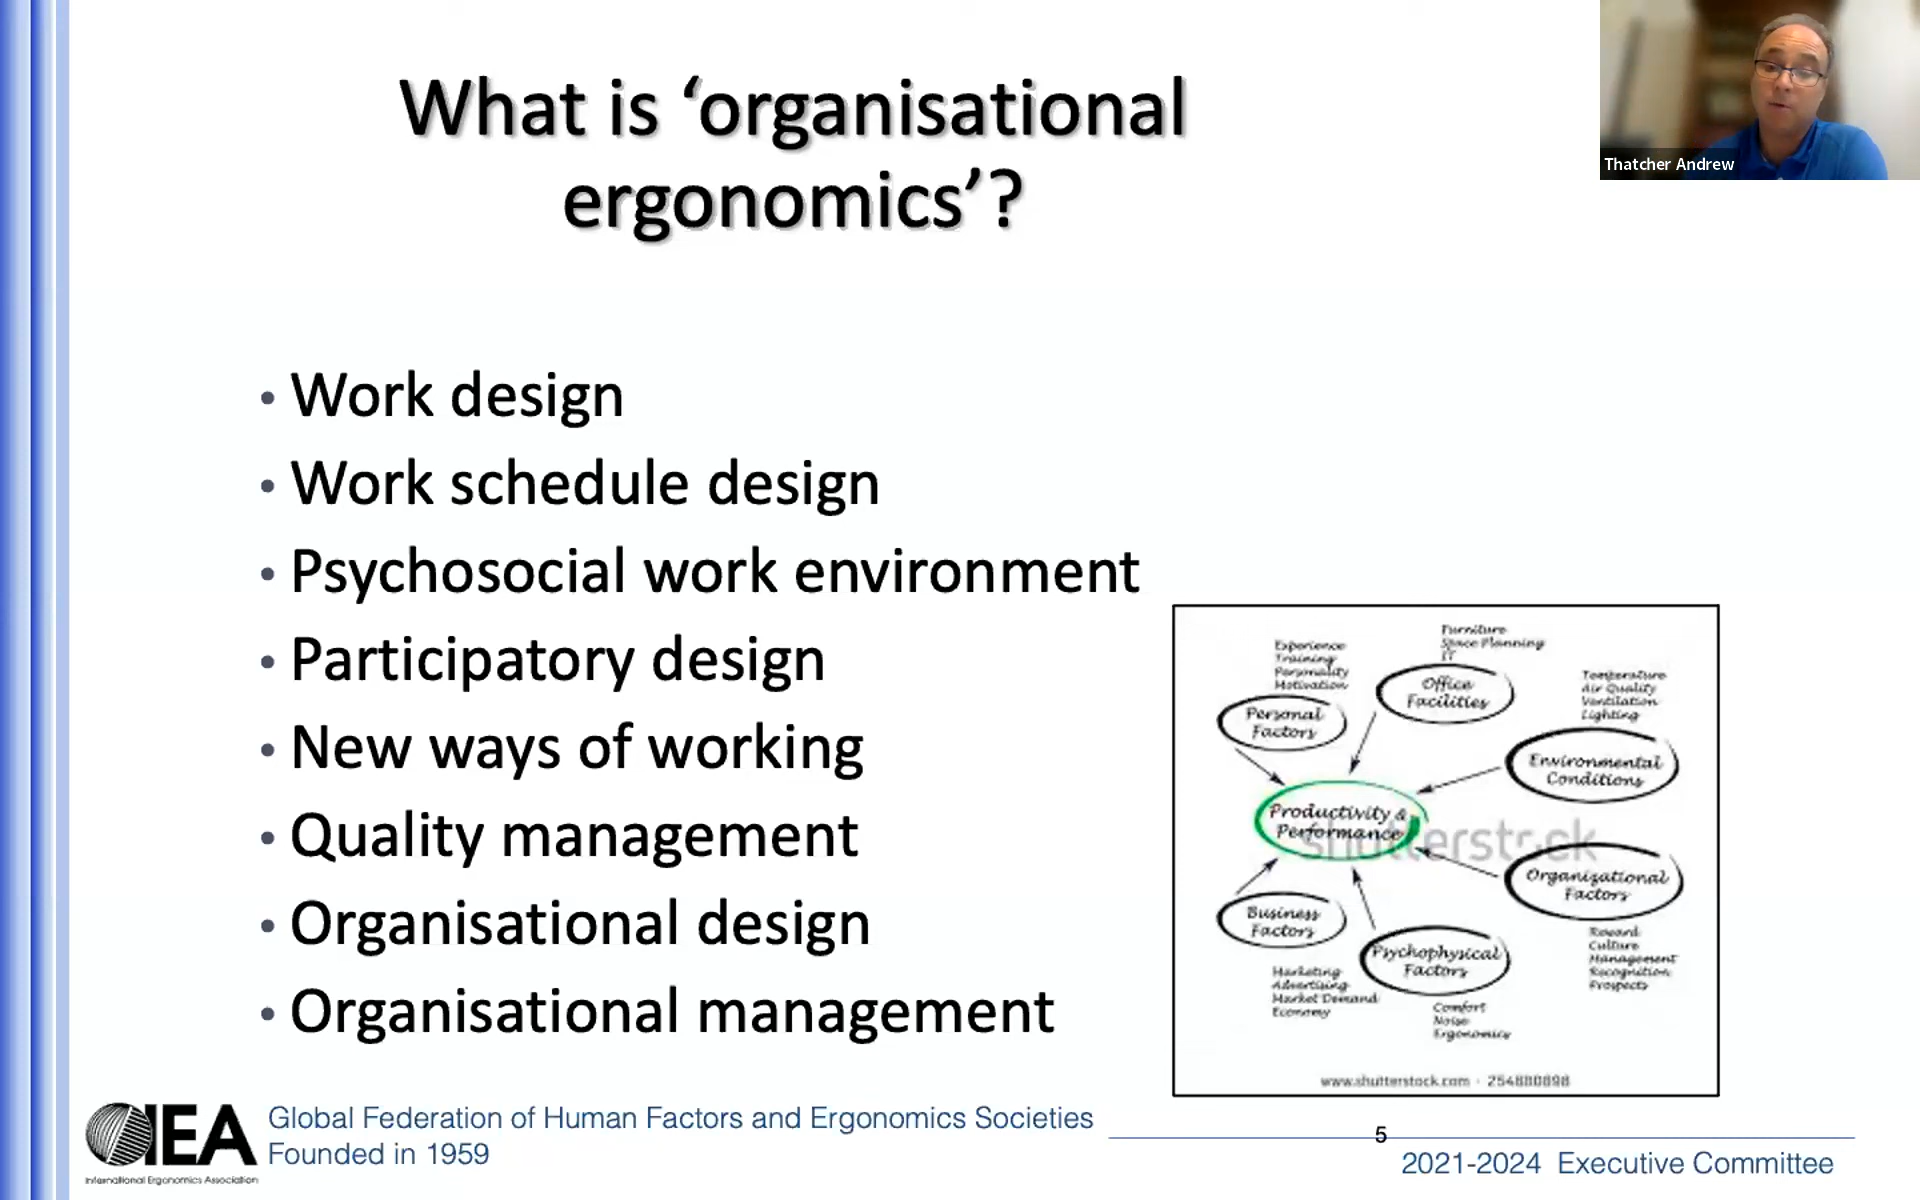 What is ‘organisational
ergonomics’?
Thatcher Andrew
• Work design
• Work schedule design
• Psychosocial work environment
• Participatory design
• New ways of working
• Quality management
• Organisational design
• Organisational management
Experience
Training
Personality
Motivation
Personal
Factors
Furniture
Space Planning
IT
Office
Facilities
Temperature
Air Quality
Ventilation
Lighting
Environmental
Conditions
Productivity &
Performance
shutterstock
Organizational
Factors
Reward
Culture
Management
Recognition
Prospects
Business
Factors
Marketing
Advertising
Market Demand
Economy
Psychophysical
Factors
Comfort
Noise
Ergonomics
www.shutterstock.com · 254880898
IEA
International Ergonomics Association
Global Federation of Human Factors and Ergonomics Societies
Founded in 1959
5
2021-2024 Executive Committee